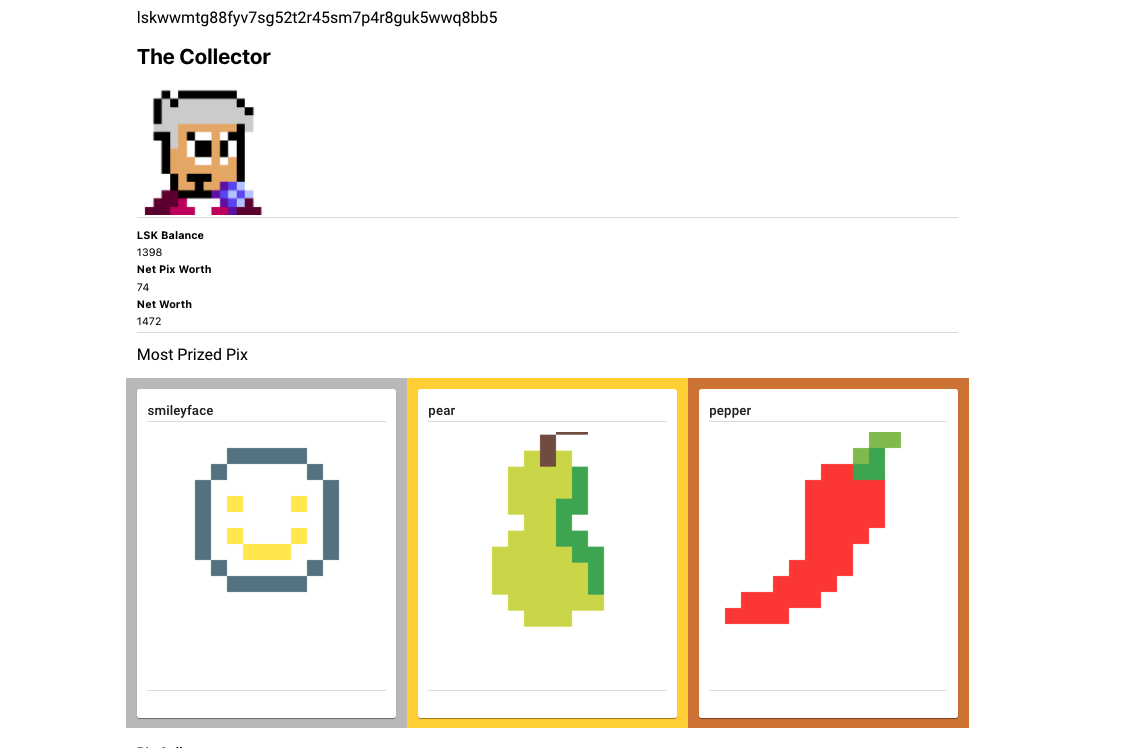 lskwwmtg88fyv7sg52t2r45sm7p4r8guk5wwq8bb5
The Collector
LSK Balance
1398
Net Pix Worth
74
Net Worth
1472
Most Prized Pix
smileyface
pear
pepper